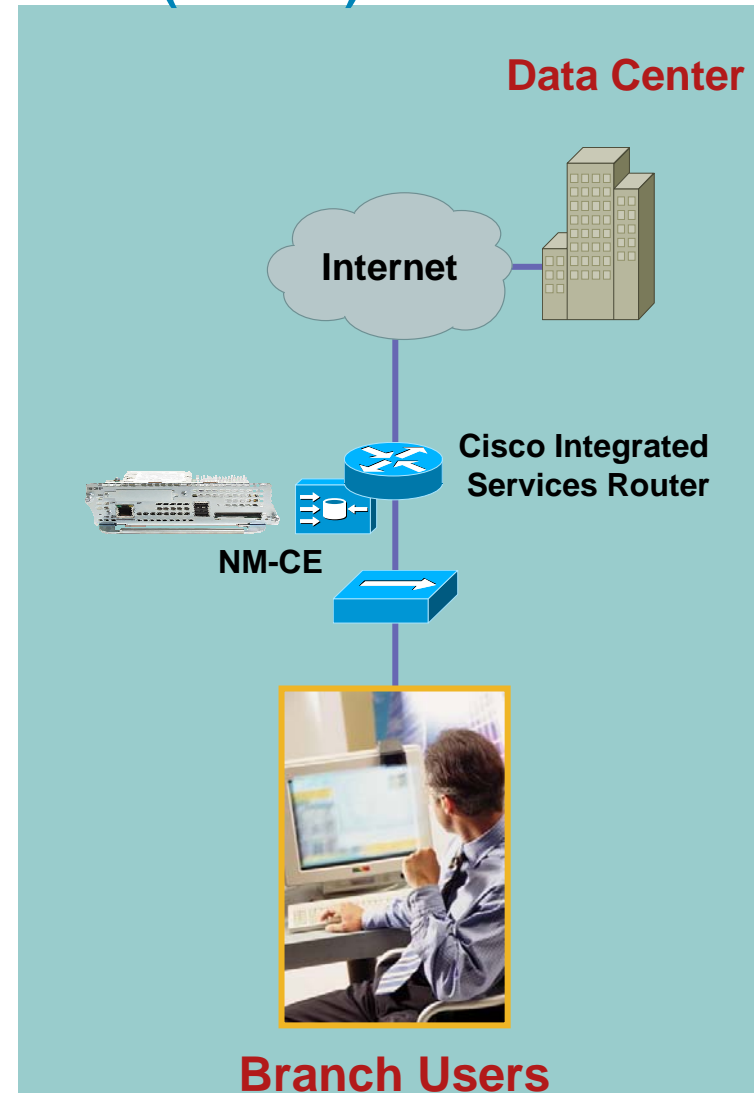 Data Center
Internet
Cisco Integrated
Services Router
NM-CE
Branch Users